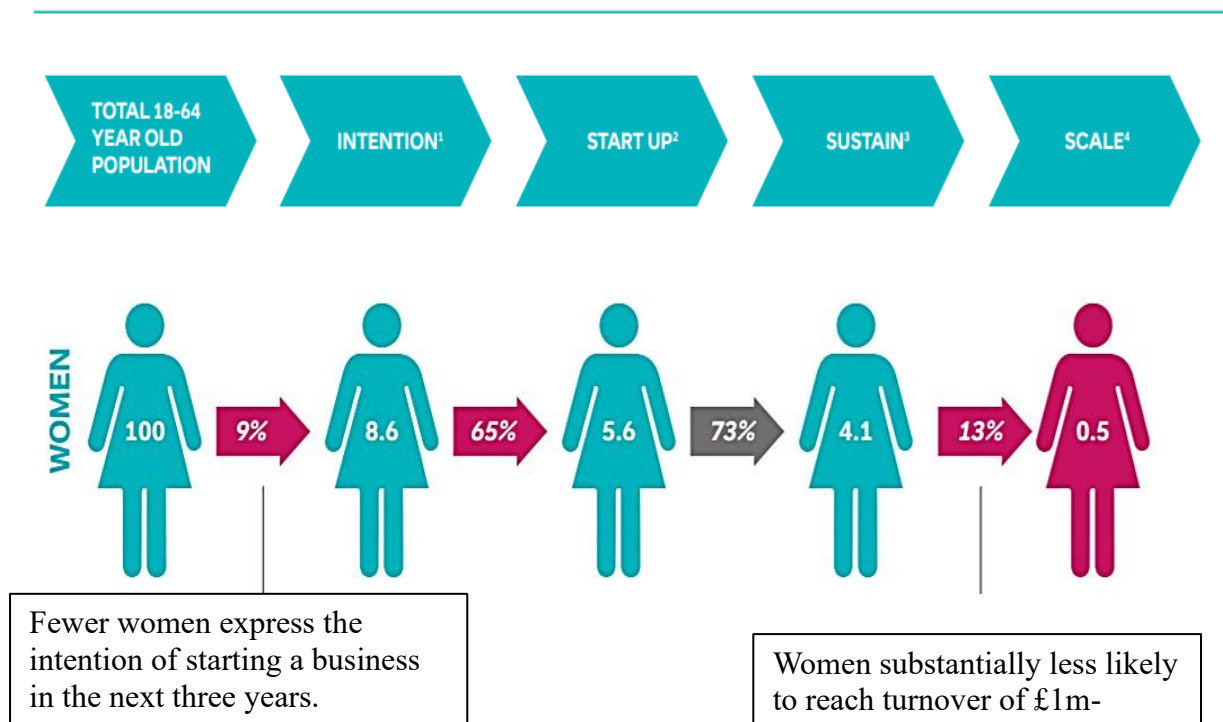 TOTAL 18-64
YEAR OLD
POPULATION
INTENTION¹
START UP²
SUSTAIN³
SCALE⁴
WOMEN
100
9%
8.6
65%
5.6
73%
4.1
13%
0.5
Fewer women express the
intention of starting a business
in the next three years.
Women substantially less likely
to reach turnover of £1m-